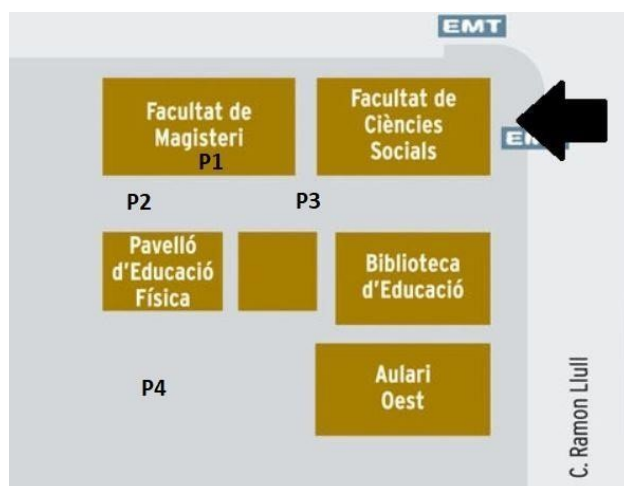 EMT
Facultat de
Magisteri
P1
Facultat de
Ciències
Socials
EMT
P2
P3
Pavelló
d'Educació
Física
Biblioteca
d'Educació
P4
Aulari
Oest
C. Ramon Llull